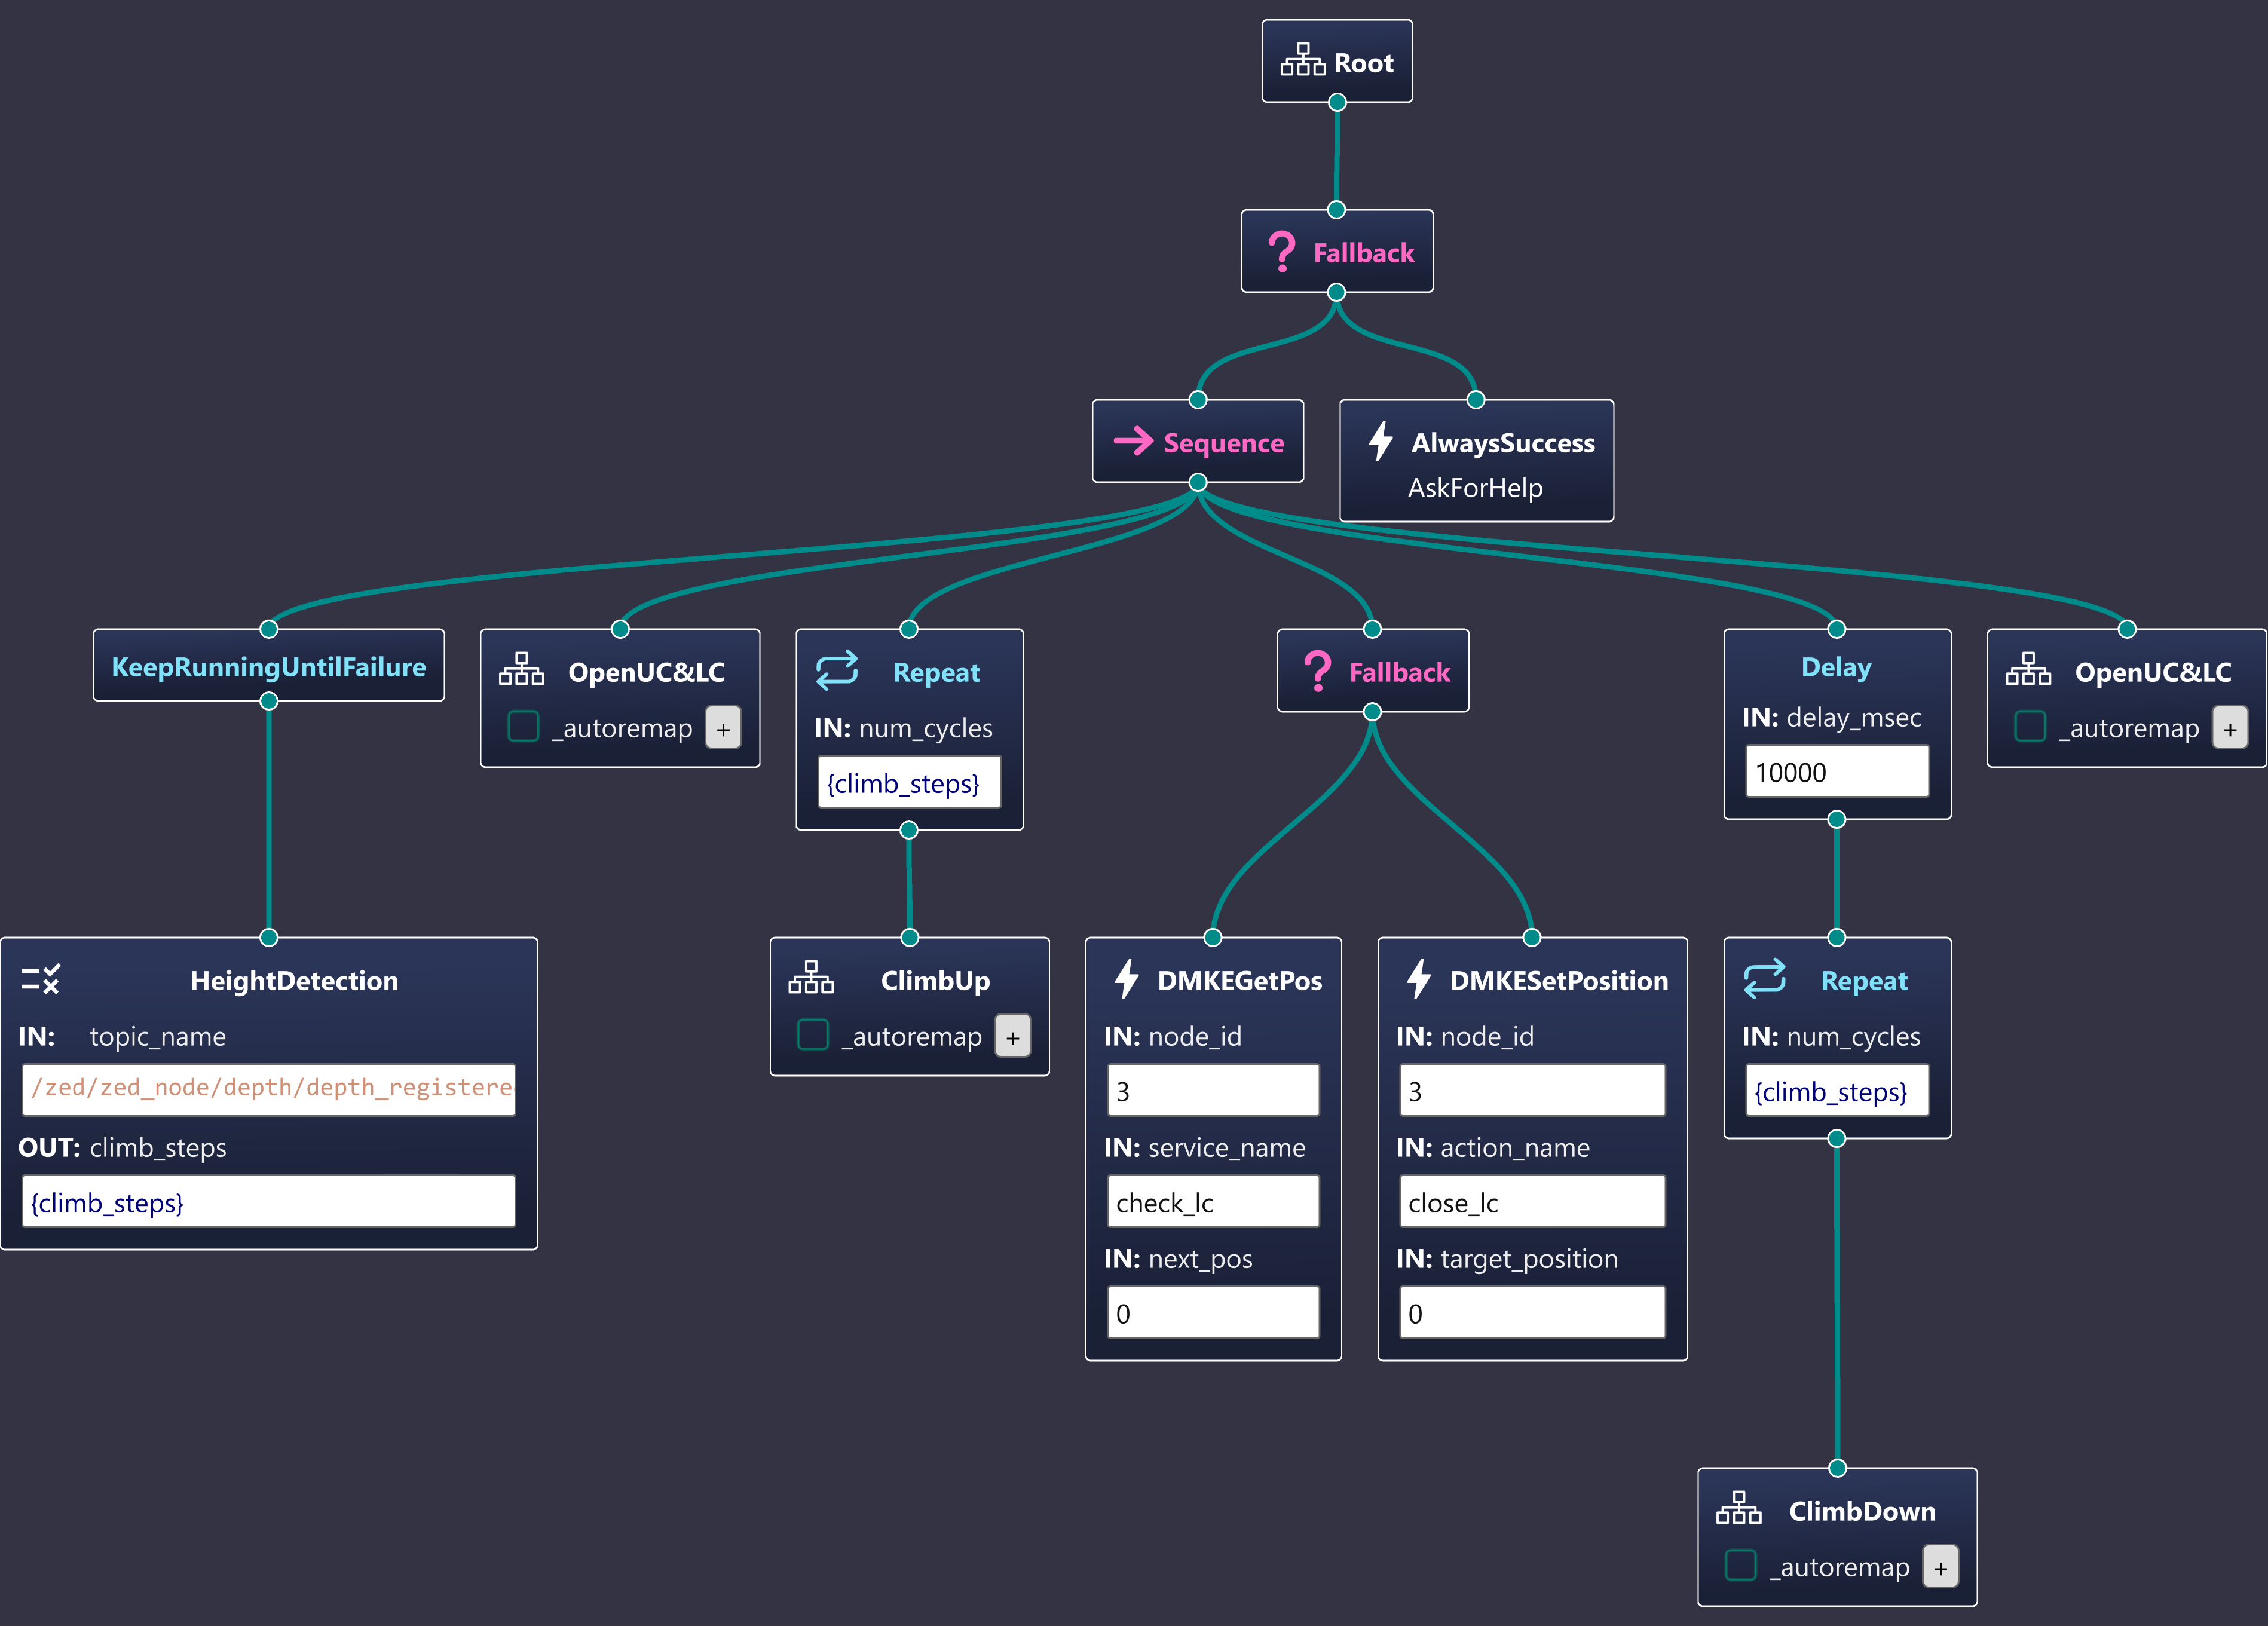 Root
Fallback
Sequence
AlwaysSuccess
AskForHelp
KeepRunningUntilFailure
OpenUC&LC
_autoremap +
Repeat
IN: num_cycles
{climb_steps}
Fallback
Delay
IN: delay_msec
10000
OpenUC&LC
_autoremap +
HeightDetection
IN: topic_name
/zed/zed_node/depth/depth_registere
OUT: climb_steps
{climb_steps}
ClimbUp
_autoremap +
DMKEGetPos
IN: node_id
3
IN: service_name
check_lc
IN: next_pos
0
DMKESetPosition
IN: node_id
3
IN: action_name
close_lc
IN: target_position
0
Repeat
IN: num_cycles
{climb_steps}
ClimbDown
_autoremap +